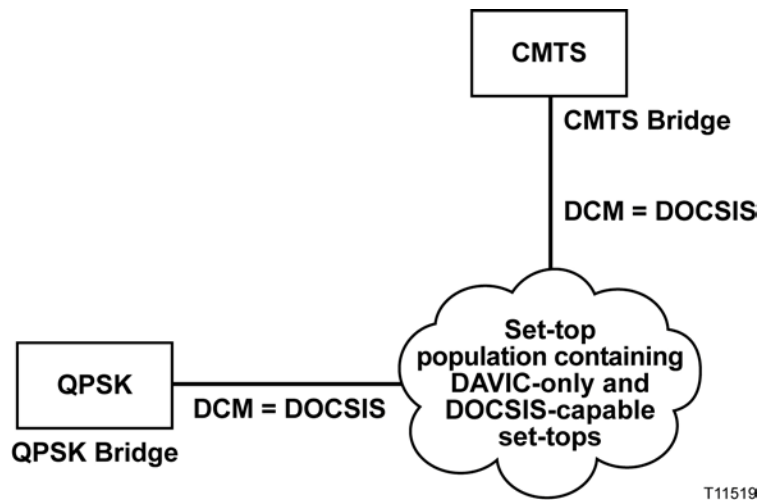 CMTS
CMTS Bridge
DCM = DOCSIS
Set-top
population containing
DAVIC-only and
DOCSIS-capable
set-tops
QPSK
DCM = DOCSIS
QPSK Bridge
T11519